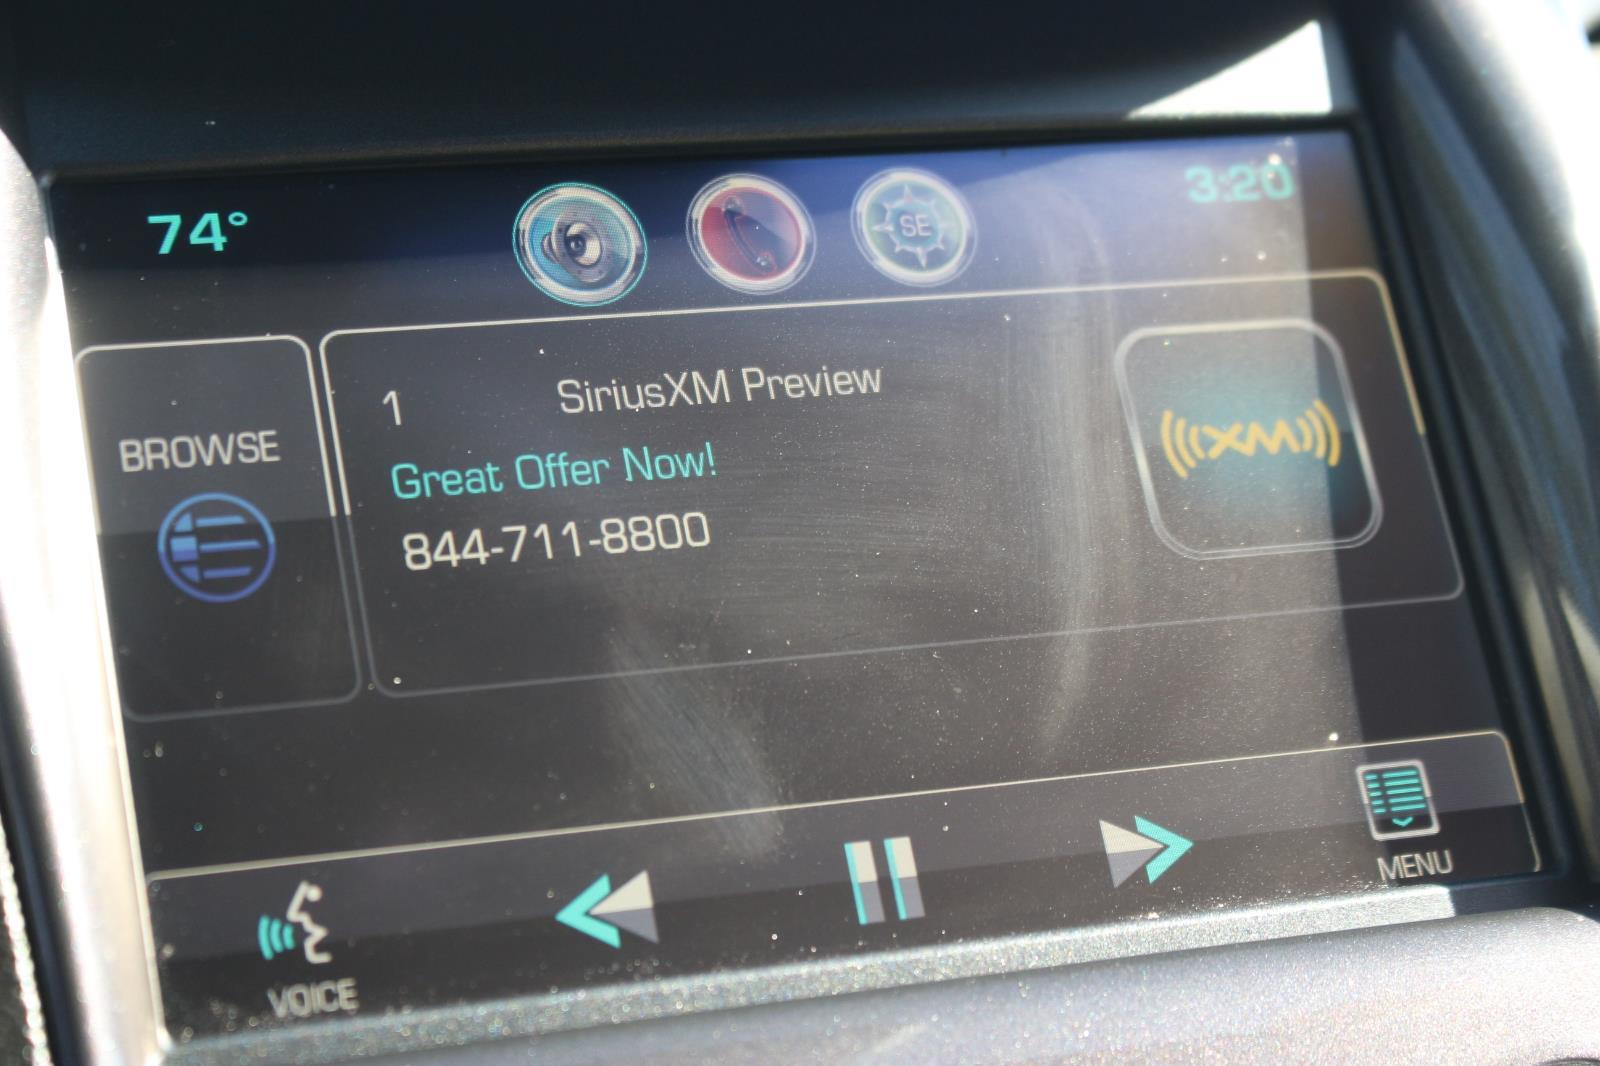 74°
SE
3:20
BROWSE
1 SiriusXM Preview
Great Offer Now!
844-711-8800
((( XM )))
VOICE
MENU